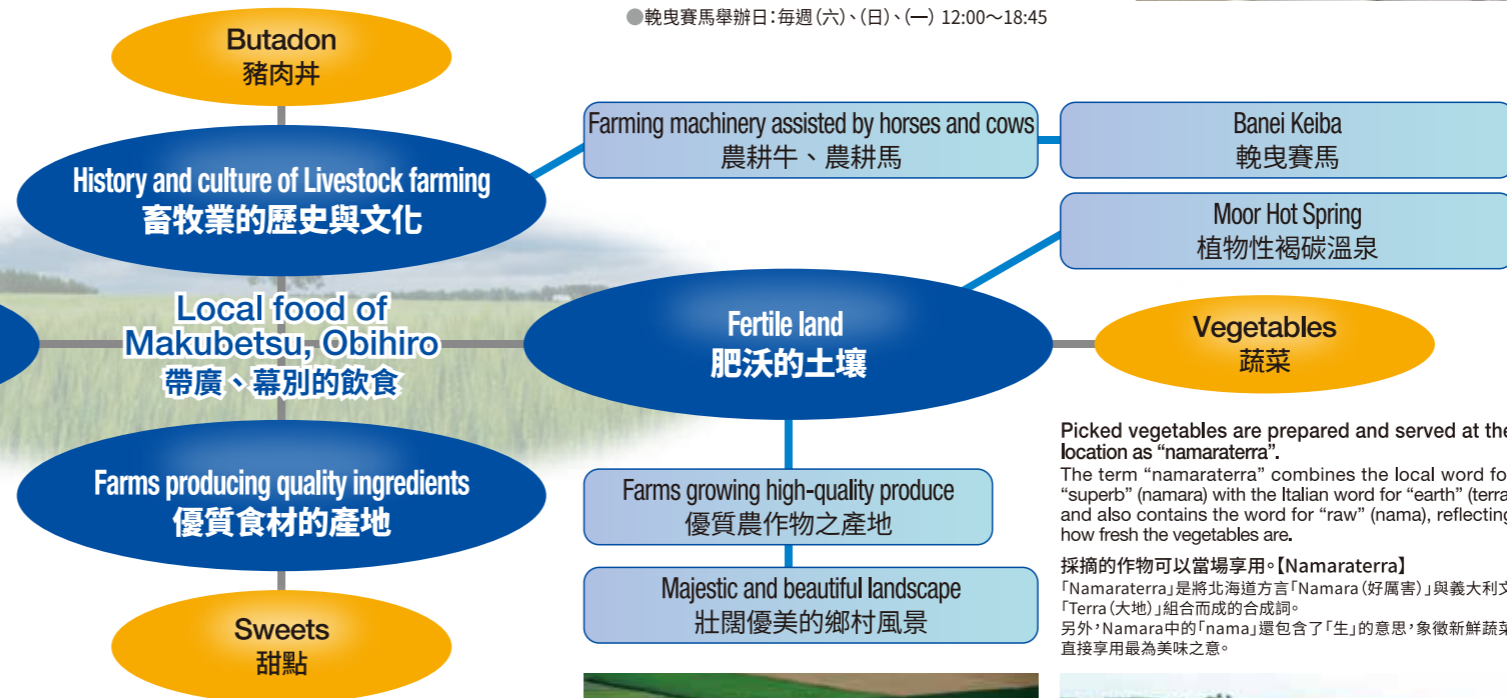 ●輓曳賽馬舉辦日:每週(六)、(日)、(一) 12:00～18:45
Butadon
豬肉丼
History and culture of Livestock farming
畜牧業的歷史與文化
Farming machinery assisted by horses and cows
農耕牛、農耕馬
Banei Keiba
輓曳賽馬
Moor Hot Spring
植物性褐碳溫泉
Local food of
Makubetsu, Obihiro
帶廣、幕別的飲食
Fertile land
肥沃的土壤
Vegetables
蔬菜
Farms producing quality ingredients
優質食材的產地
Sweets
甜點
Farms growing high-quality produce
優質農作物之產地
Majestic and beautiful landscape
壯闊優美的鄉村風景
Picked vegetables are prepared and served at the
location as “namaraterra”.
The term “namaraterra” combines the local word fo
“superb” (namara) with the Italian word for “earth” (terra
and also contains the word for “raw” (nama), reflecting
how fresh the vegetables are.
採摘的作物可以當場享用。【Namaraterra】
「Namaraterra」是將北海道方言「Namara(好厲害)」與義大利文
「Terra(大地)」組合而成的合成詞。
另外,Namara中的「nama」還包含了「生」的意思,象徵新鮮蔬菜
直接享用最為美味之意。